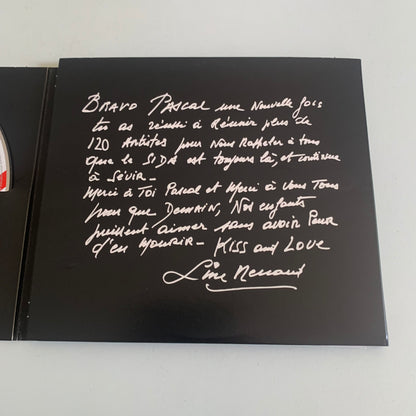 BRAVO PASCAL une Nouvelle fois
tu as réussi à Réunir plus de
120 Artistes pour Nous Rappeler à tous
que le SIDA est toujours là, et continue
à sévir_
Merci à Toi Pascal et Merci à Vous Tous
pour que DEMAIN, Nos enfants
puissent aimer sans avoir Peur
d'en MOURIR_ KISS and LOVE
Line Renaud